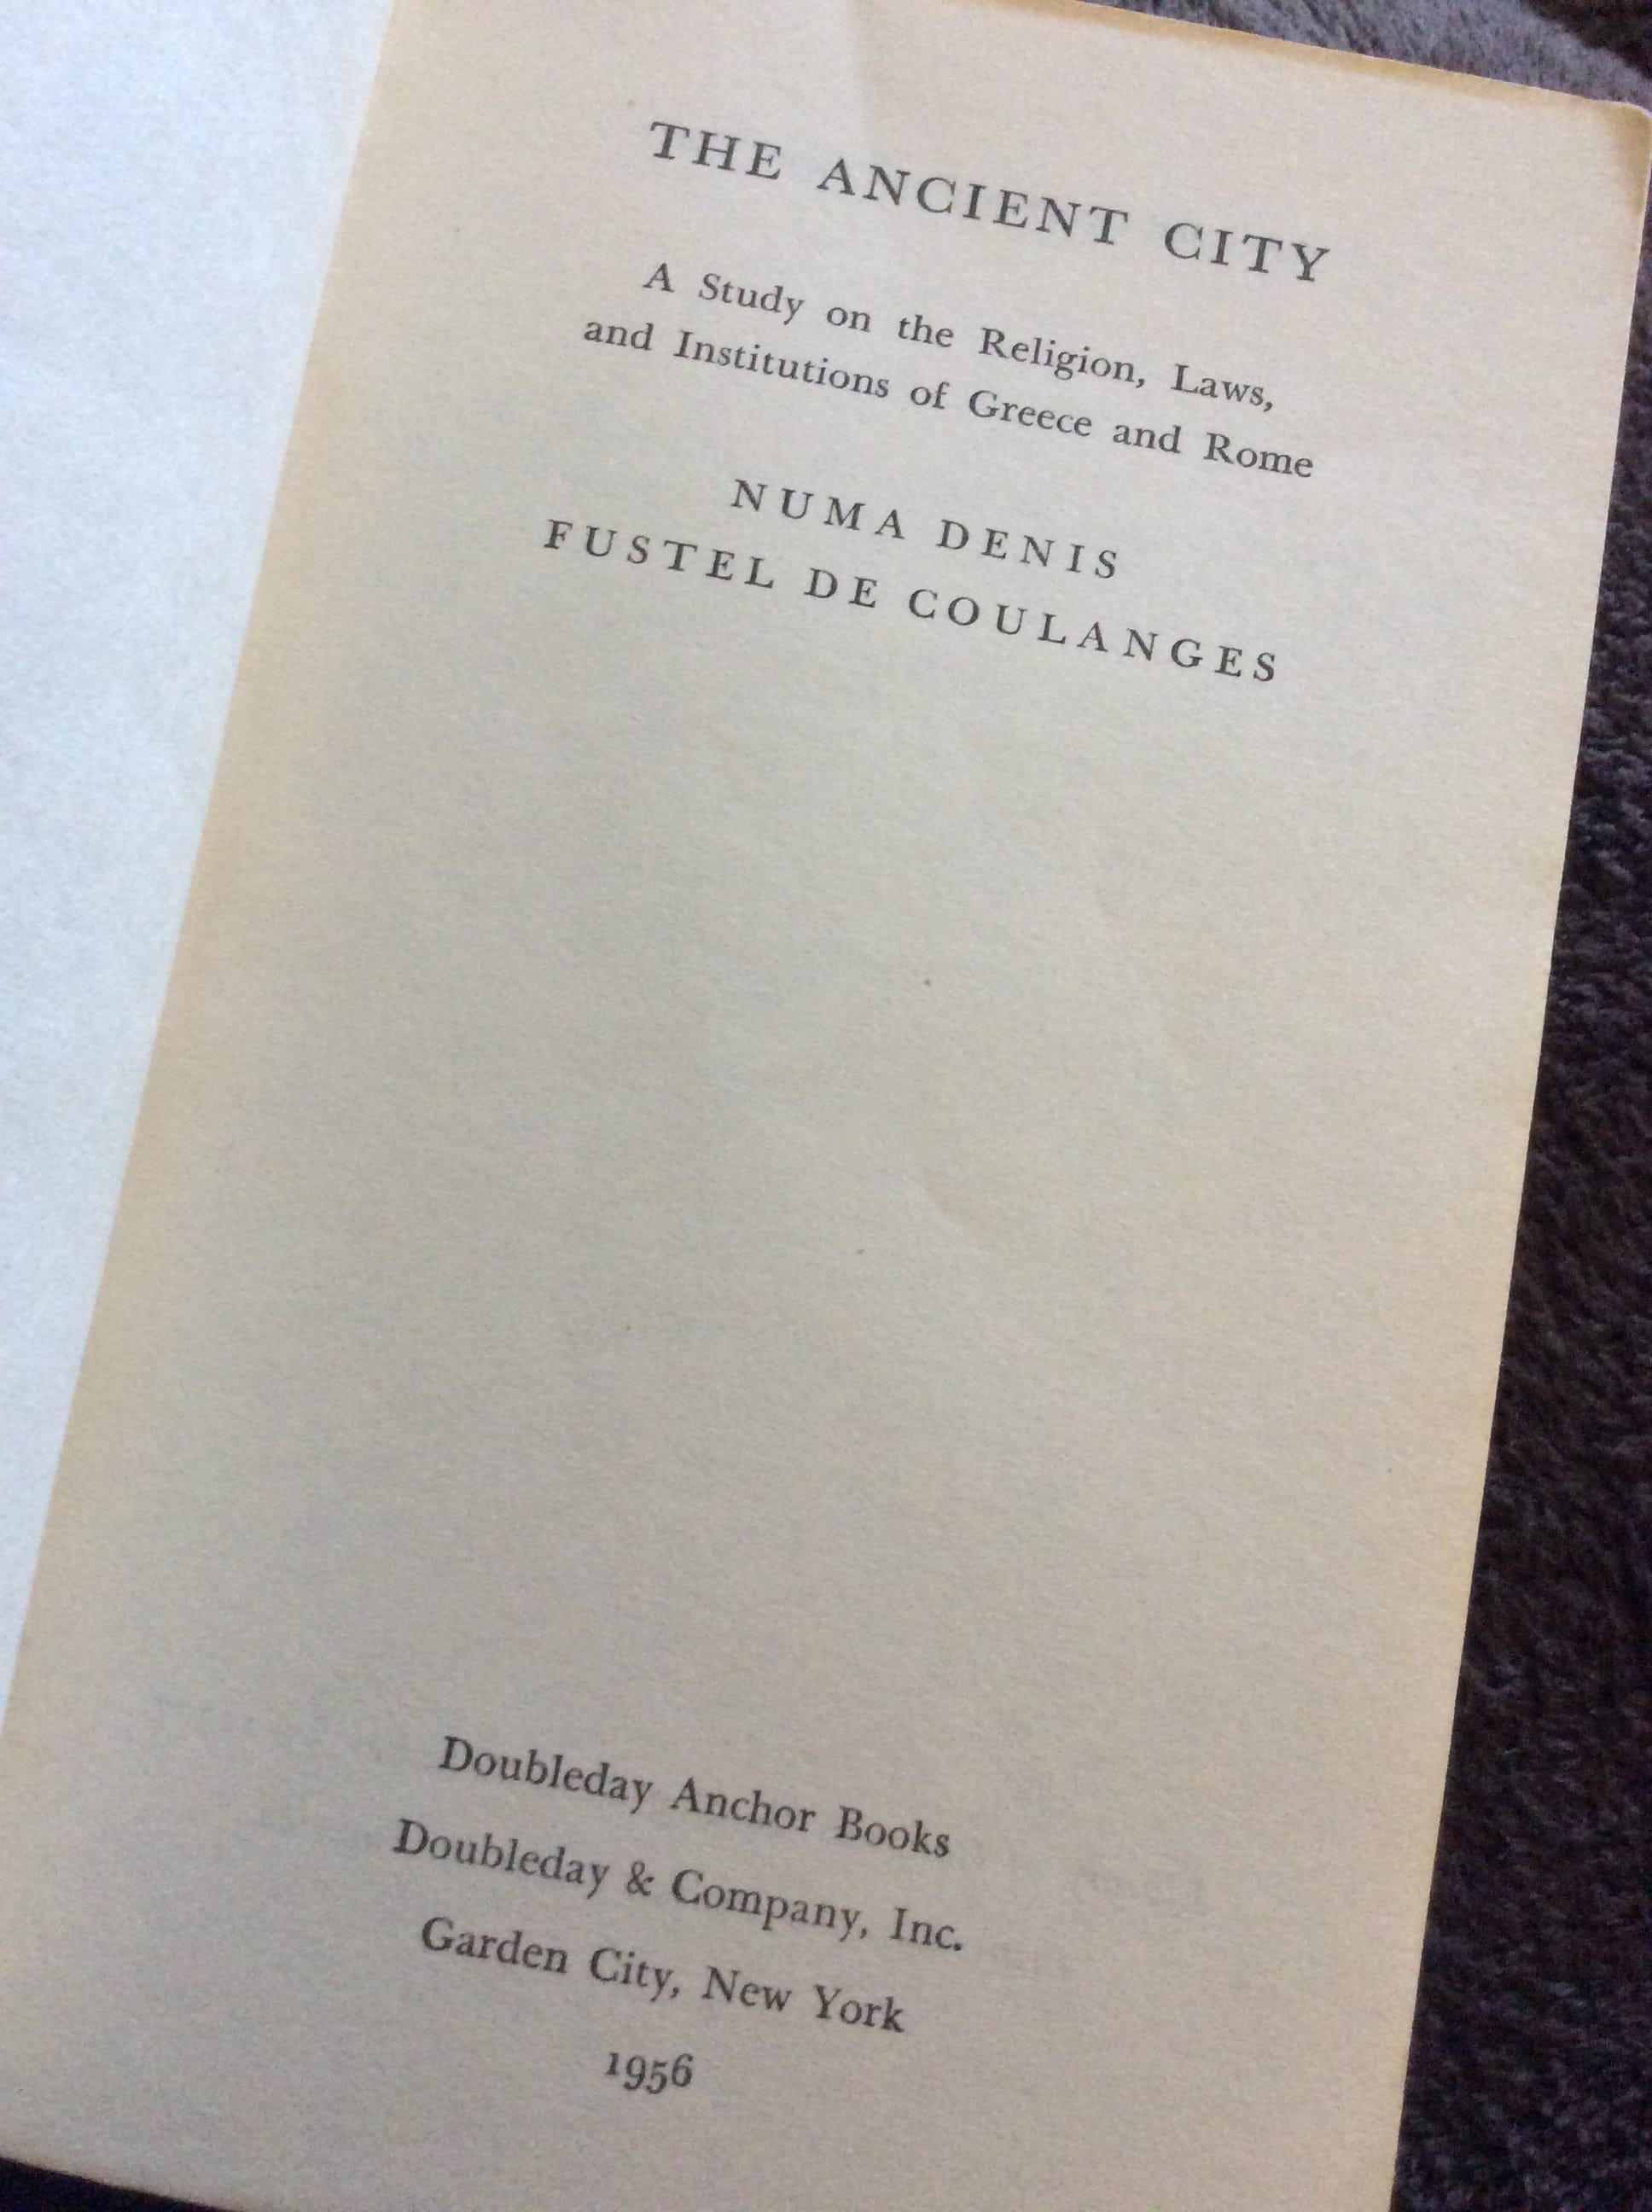 THE ANCIENT CITY
A Study on the Religion, Laws,
and Institutions of Greece and Rome
NUMA DENIS
FUSTEL DE COULANGES
Doubleday Anchor Books
Doubleday & Company, Inc.
Garden City, New York
1956